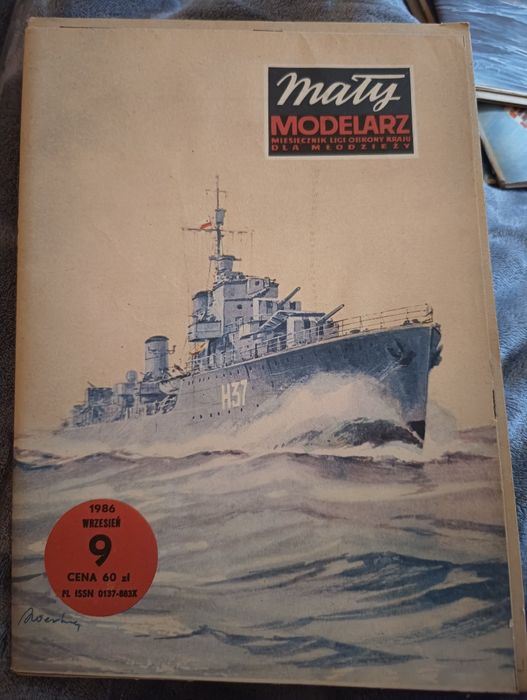 mały
MODELARZ
MIESIĘCZNIK LIGI OBRONY KRAJU
DLA MŁODZIEŻY
H37
1986
WRZESIEŃ
9
CENA 60 zł
PL ISSN 0137-883X